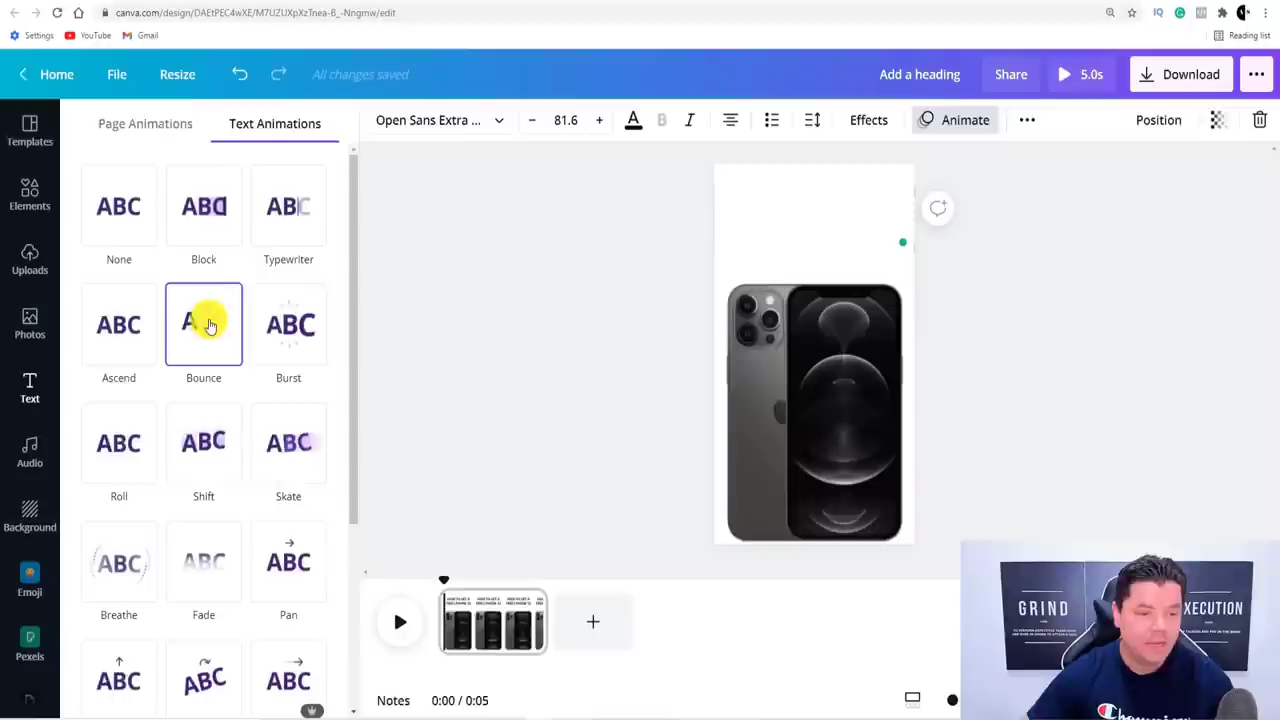 canva.com/design/DAEtPEC4wXE/M7UZUXpXzTnea-B_-Nngmw/edit
Settings YouTube Gmail Reading list
Home File Resize All changes saved Add a heading Share 5.0s Download
Page Animations Text Animations Open Sans Extra ... 81.6 A B I Effects Animate Position
Templates
Elements
Uploads
Photos
Text
Audio
Background
Emoji
Pexels
ABC ABC ABC
None Block Typewriter
ABC A ABC
Ascend Bounce Burst
ABC ABC ABC
Roll Shift Skate
ABC ABC ABC
Breathe Fade Pan
ABC ABC ABC
Notes 0:00 / 0:05
GRIND
EXECUTION
Champion